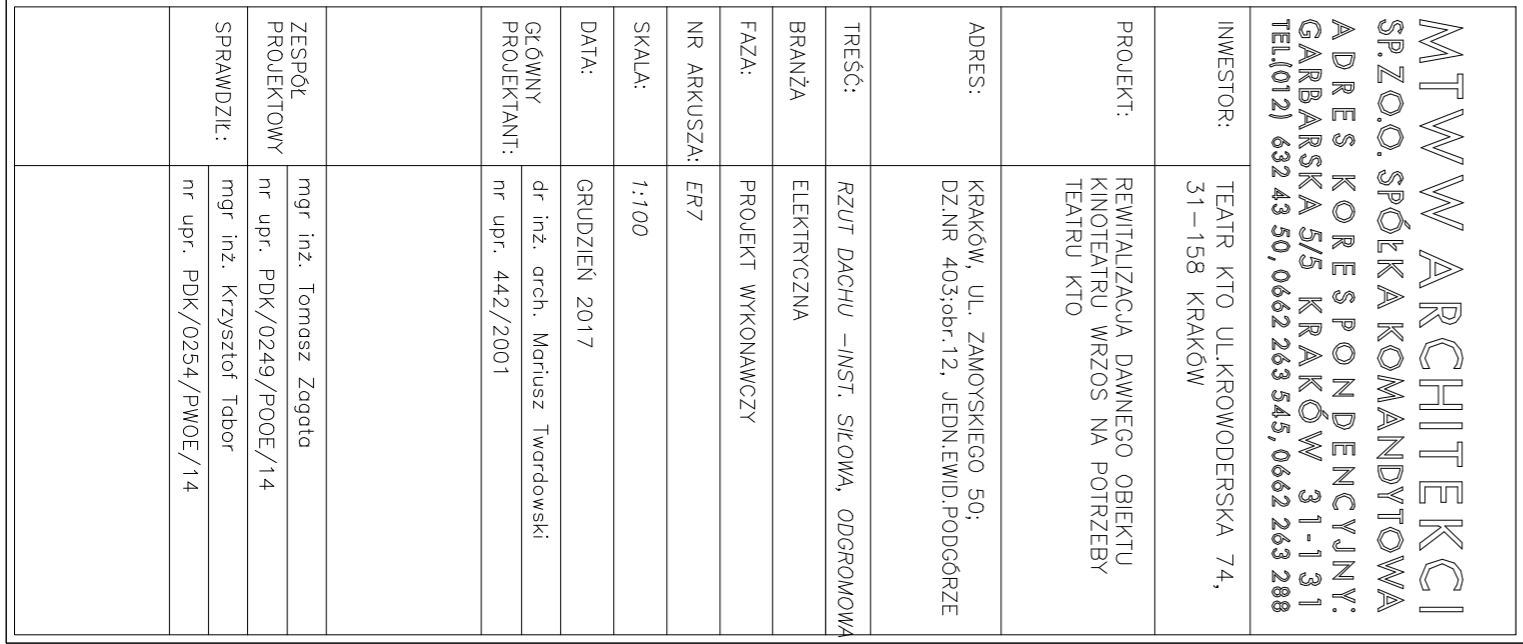 MTWW ARCHITEKCI
SP. Z O.O. SPÓŁKA KOMANDYTOWA
ADRES KORESPONDENCYJNY:
GARBARSKA 5/5 KRAKÓW 31-131
TEL.(012) 632 43 50, 0662 263 545, 0662 263 288
INWESTOR:
TEATR KTO UL.KROWODERSKA 74,
31-158 KRAKÓW
PROJEKT:
REWITALIZACJA DAWNEGO OBIEKTU
KINOTEATRU WRZOS NA POTRZEBY
TEATRU KTO
ADRES:
KRAKÓW, UL. ZAMOYSKIEGO 50;
DZ.NR 403;obr.12, JEDN.EWID.PODGÓRZE
TREŚĆ:
RZUT DACHU -INST. SIŁOWA, ODGROMOWA
BRANŻA
ELEKTRYCZNA
FAZA:
PROJEKT WYKONAWCZY
NR ARKUSZA:
ER7
SKALA:
1:100
DATA:
GRUDZIEŃ 2017
GŁÓWNY
PROJEKTANT:
dr inż. arch. Mariusz Twardowski
nr upr. 442/2001
ZESPÓŁ
PROJEKTOWY
mgr inż. Tomasz Zagata
nr upr. PDK/0249/POOE/14
SPRAWDZIŁ:
mgr inż. Krzysztof Tabor
nr upr. PDK/0254/PWOE/14